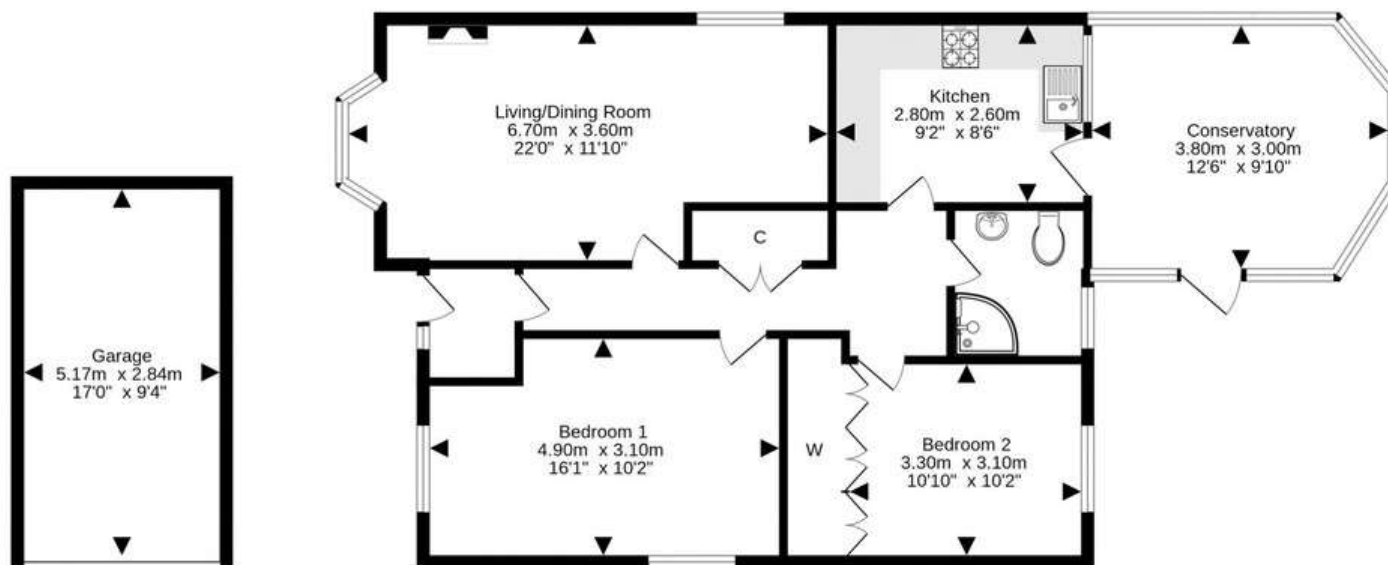 Living/Dining Room
6.70m x 3.60m
22'0" x 11'10"
Kitchen
2.80m x 2.60m
9'2" x 8'6"
Conservatory
3.80m x 3.00m
12'6" x 9'10"
C
Garage
5.17m x 2.84m
17'0" x 9'4"
Bedroom 1
4.90m x 3.10m
16'1" x 10'2"
W
Bedroom 2
3.30m x 3.10m
10'10" x 10'2"